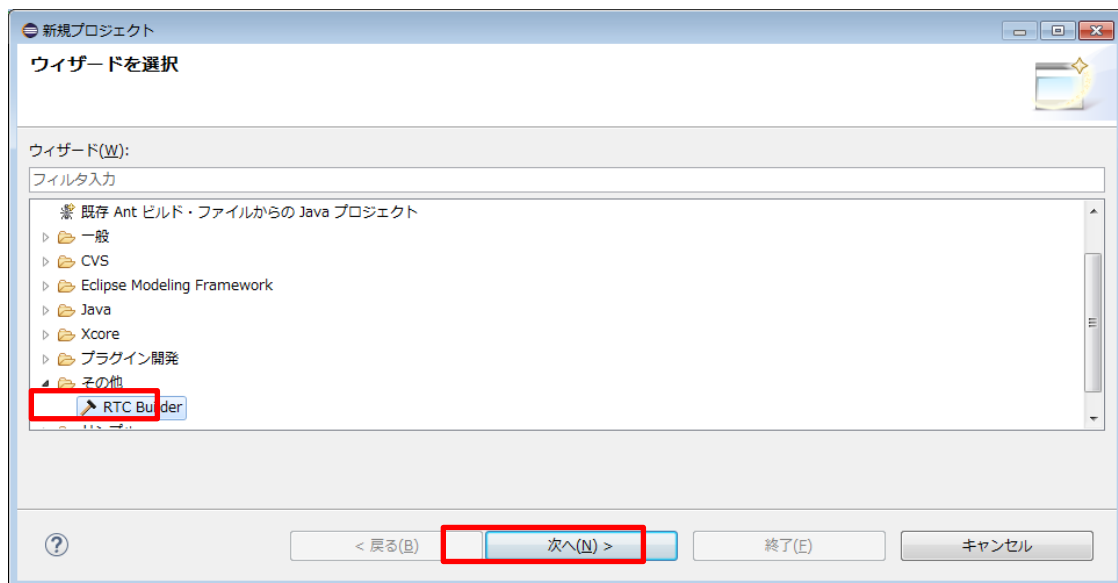 新規プロジェクト
ウィザードを選択
ウィザード(W):
フィルタ入力
既存 Ant ビルド・ファイルからの Java プロジェクト
一般
CVS
Eclipse Modeling Framework
Java
Xcore
プラグイン開発
その他
RTC Builder
サンプル
< 戻る(B) 次へ(N) > 終了(F) キャンセル